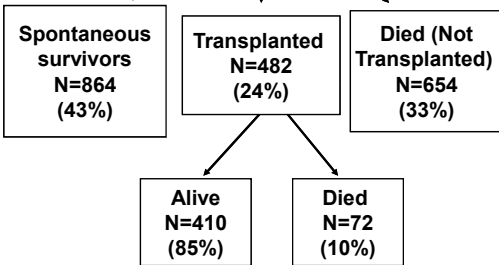 Spontaneous
survivors
N=864
(43%)
Transplanted
N=482
(24%)
Died (Not
Transplanted)
N=654
(33%)
Alive
N=410
(85%)
Died
N=72
(10%)